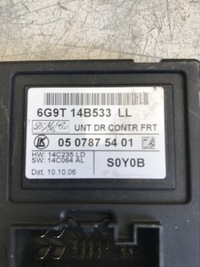 6G9T 14B533 LL
UNT DR CONTR FRT
05 0787 54 01
HW: 14C235 LD
SW: 14C064 AL
S0Y0B
Dat. 10.10.06